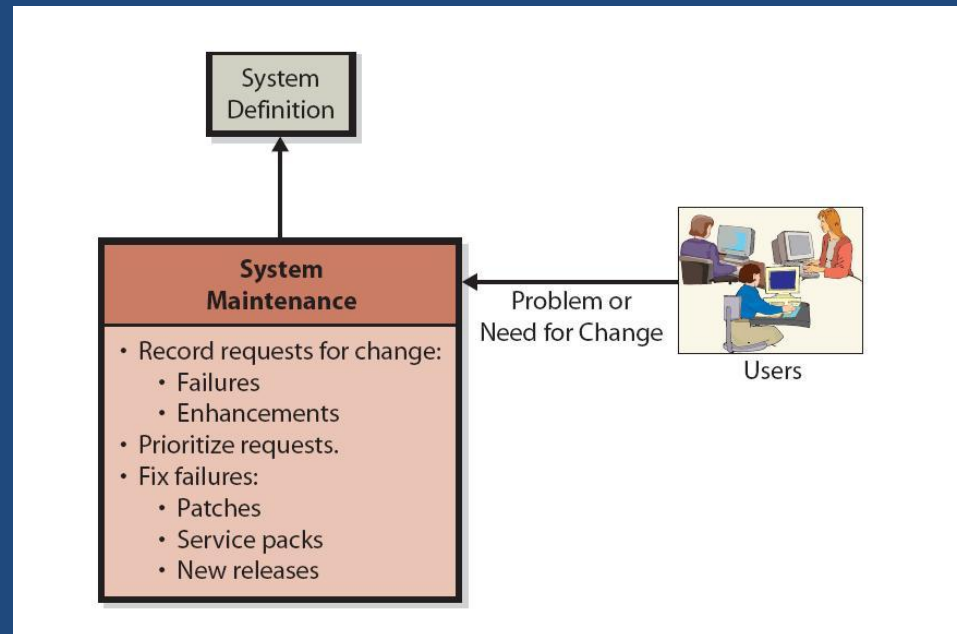 System
Definition
System
Maintenance
• Record requests for change:
• Failures
• Enhancements
• Prioritize requests.
• Fix failures:
• Patches
• Service packs
• New releases
Problem or
Need for Change
Users